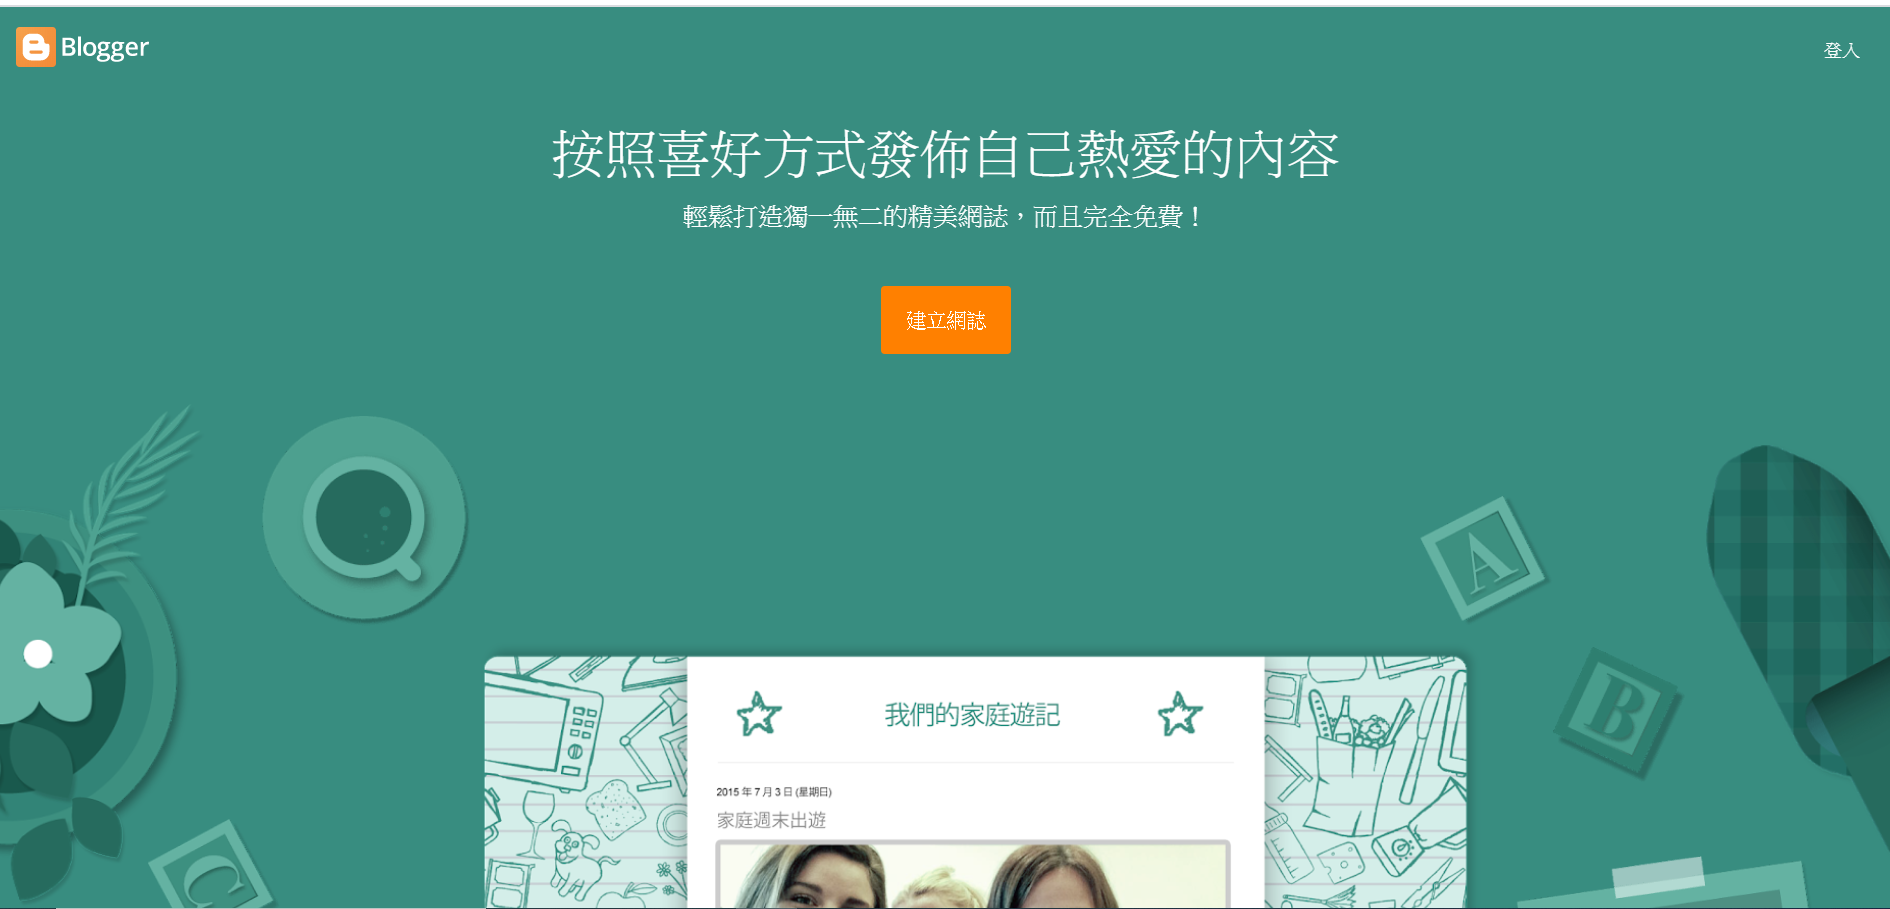 Blogger
登入
按照喜好方式發佈自己熱愛的內容
輕鬆打造獨一無二的精美網誌，而且完全免費！
建立網誌
A
B
我們的家庭遊記
2015 年 7 月 3 日 (星期日)
家庭週末出遊
C